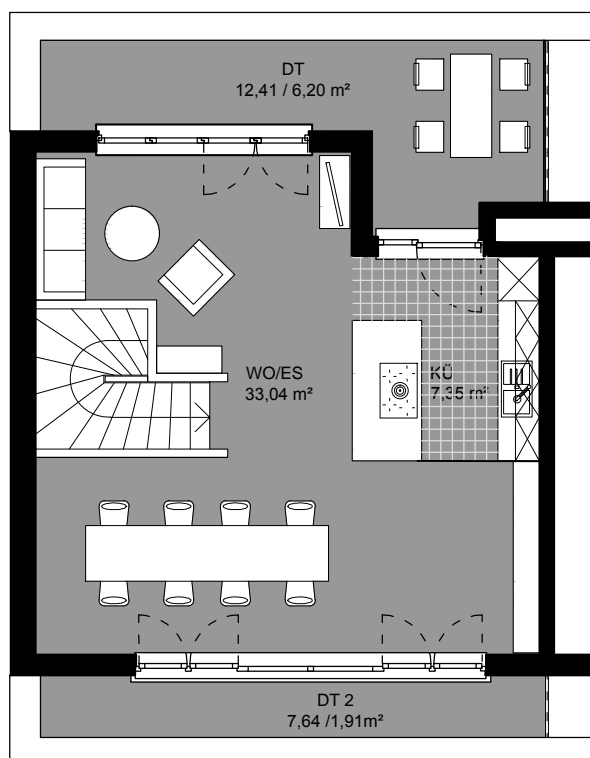 DT
12,41 / 6,20 m²
WO/ES
33,04 m²
KÜ
7,35 m²
DT 2
7,64 /1,91m²